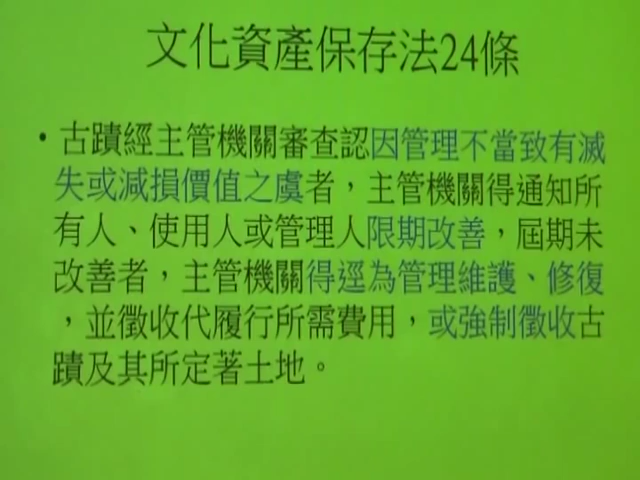 文化資產保存法24條
• 古蹟經主管機關審查認因管理不當致有滅
失或減損價值之虞者，主管機關得通知所
有人、使用人或管理人限期改善，屆期未
改善者，主管機關得逕為管理維護、修復
，並徵收代履行所需費用，或強制徵收古
蹟及其所定著土地。